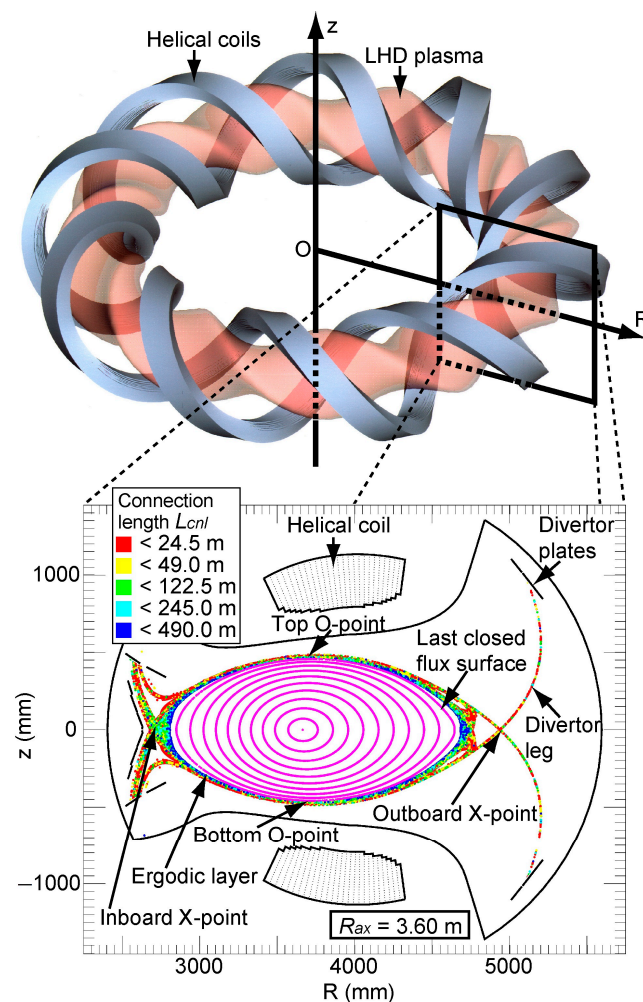 z
Helical coils
LHD plasma
O
R
Connection
length Lcnl
< 24.5 m
< 49.0 m
< 122.5 m
< 245.0 m
< 490.0 m
Helical coil
Divertor
plates
Top O-point
Last closed
flux surface
Divertor
leg
Outboard X-point
Bottom O-point
Ergodic layer
Inboard X-point
Rax = 3.60 m
1000
0
−1000
z (mm)
3000
4000
5000
R (mm)